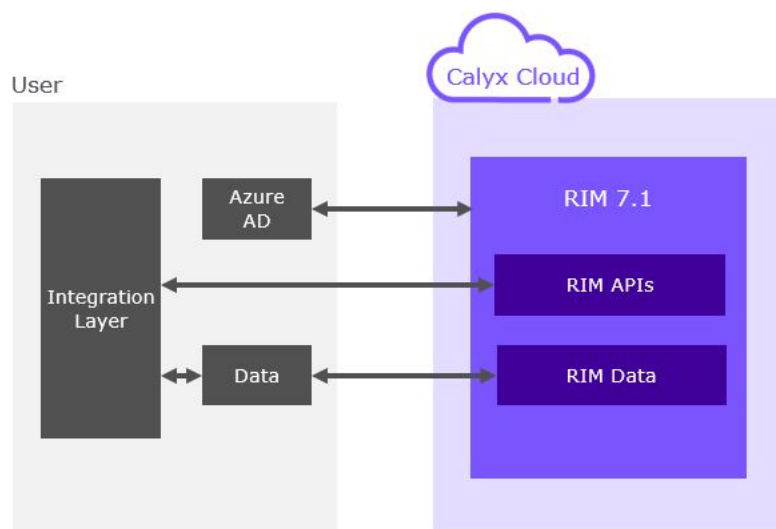 Calyx Cloud
User
Azure
AD
RIM 7.1
Integration
Layer
RIM APIs
Data
RIM Data